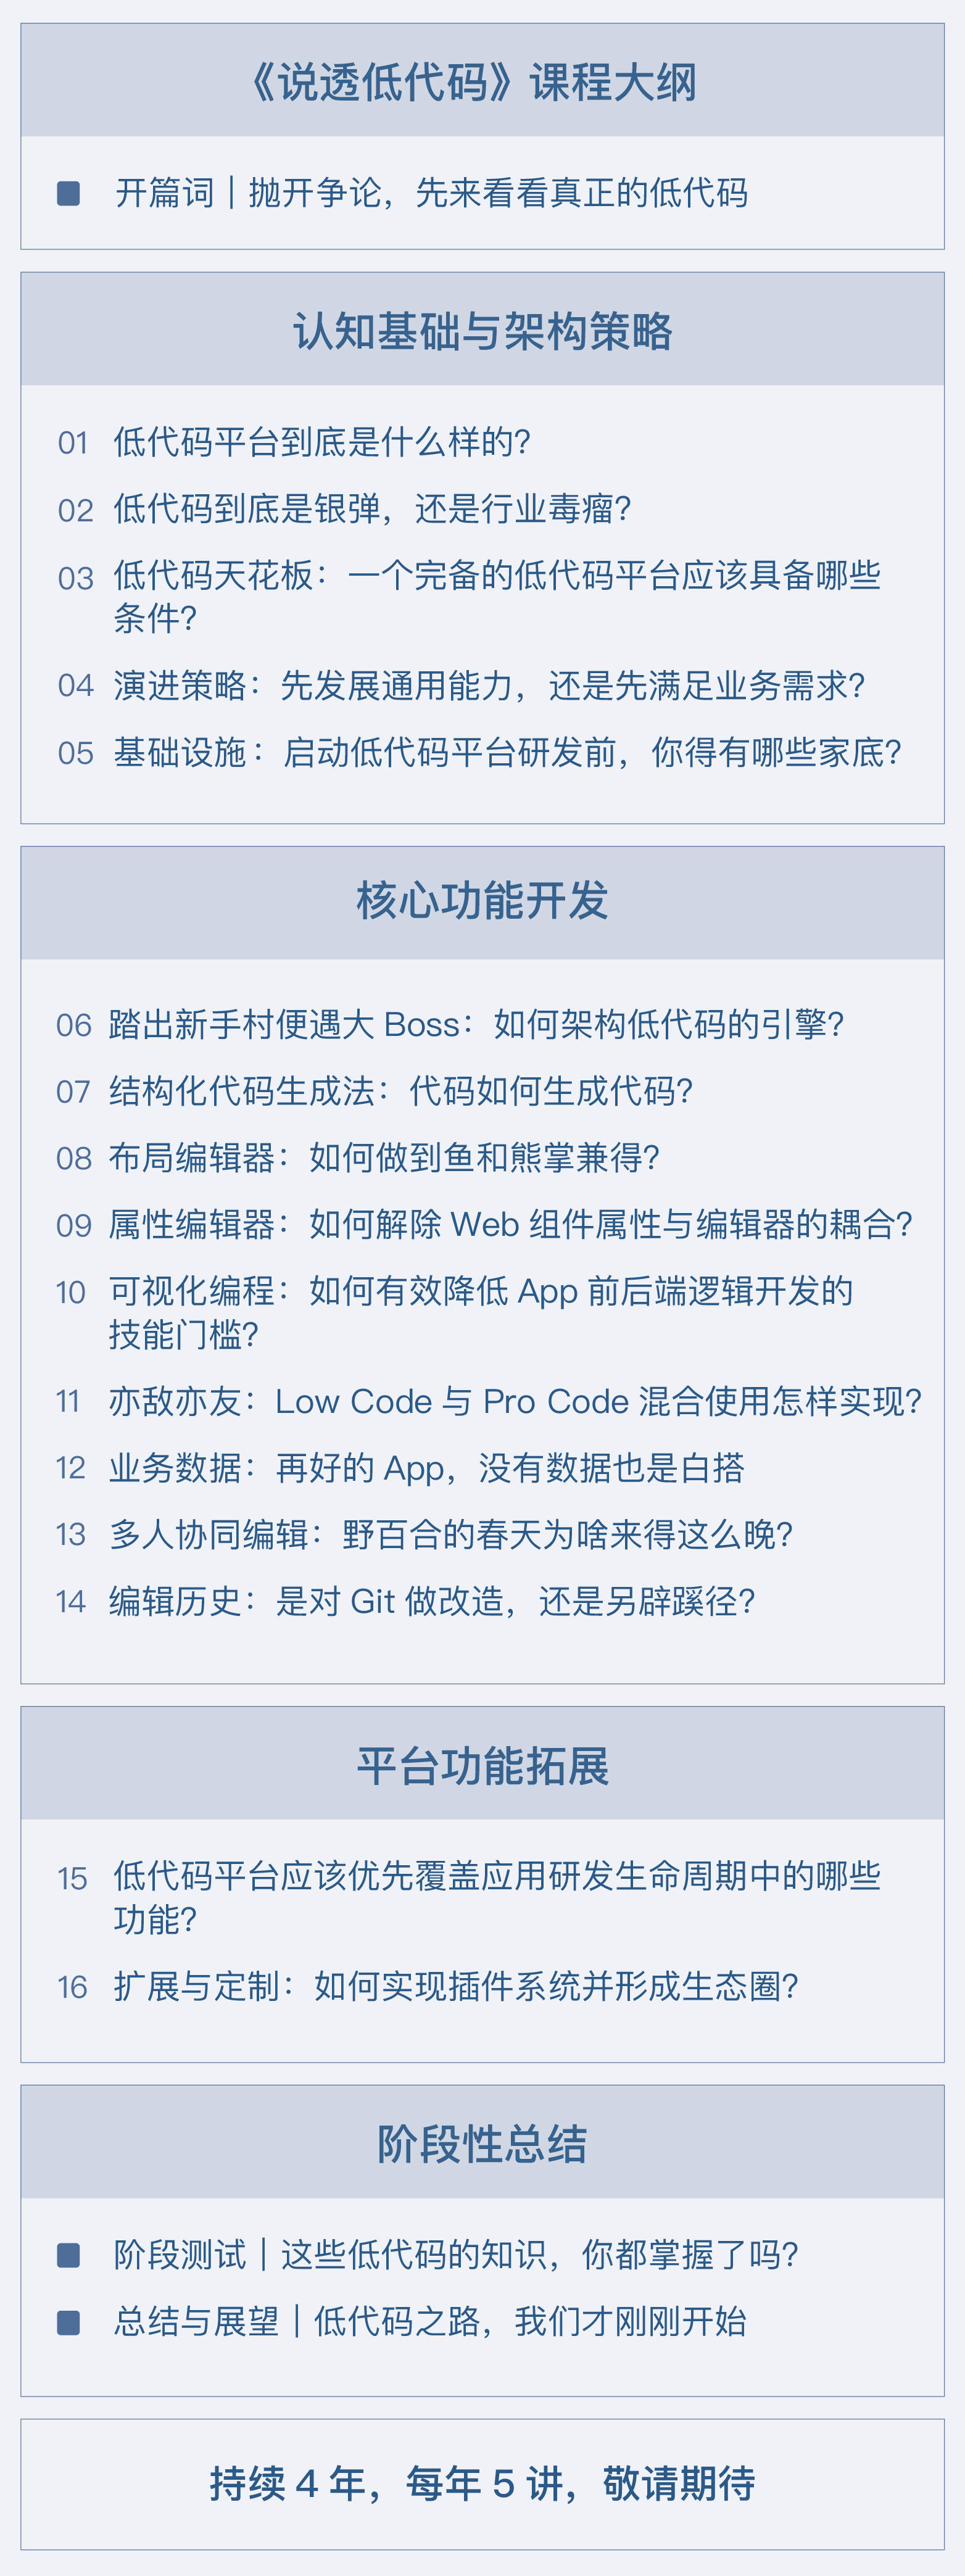 《说透低代码》课程大纲
开篇词｜抛开争论，先来看看真正的低代码
认知基础与架构策略
01 低代码平台到底是什么样的？
02 低代码到底是银弹，还是行业毒瘤？
03 低代码天花板：一个完备的低代码平台应该具备哪些
条件？
04 演进策略：先发展通用能力，还是先满足业务需求？
05 基础设施：启动低代码平台研发前，你得有哪些家底？
核心功能开发
06 踏出新手村便遇大 Boss：如何架构低代码的引擎？
07 结构化代码生成法：代码如何生成代码？
08 布局编辑器：如何做到鱼和熊掌兼得？
09 属性编辑器：如何解除 Web 组件属性与编辑器的耦合？
10 可视化编程：如何有效降低 App 前后端逻辑开发的
技能门槛？
11 亦敌亦友：Low Code 与 Pro Code 混合使用怎样实现？
12 业务数据：再好的 App，没有数据也是白搭
13 多人协同编辑：野百合的春天为啥来得这么晚？
14 编辑历史：是对 Git 做改造，还是另辟蹊径？
平台功能拓展
15 低代码平台应该优先覆盖应用研发生命周期中的哪些
功能？
16 扩展与定制：如何实现插件系统并形成生态圈？
阶段性总结
阶段测试｜这些低代码的知识，你都掌握了吗？
总结与展望｜低代码之路，我们才刚刚开始
持续 4 年，每年 5 讲，敬请期待